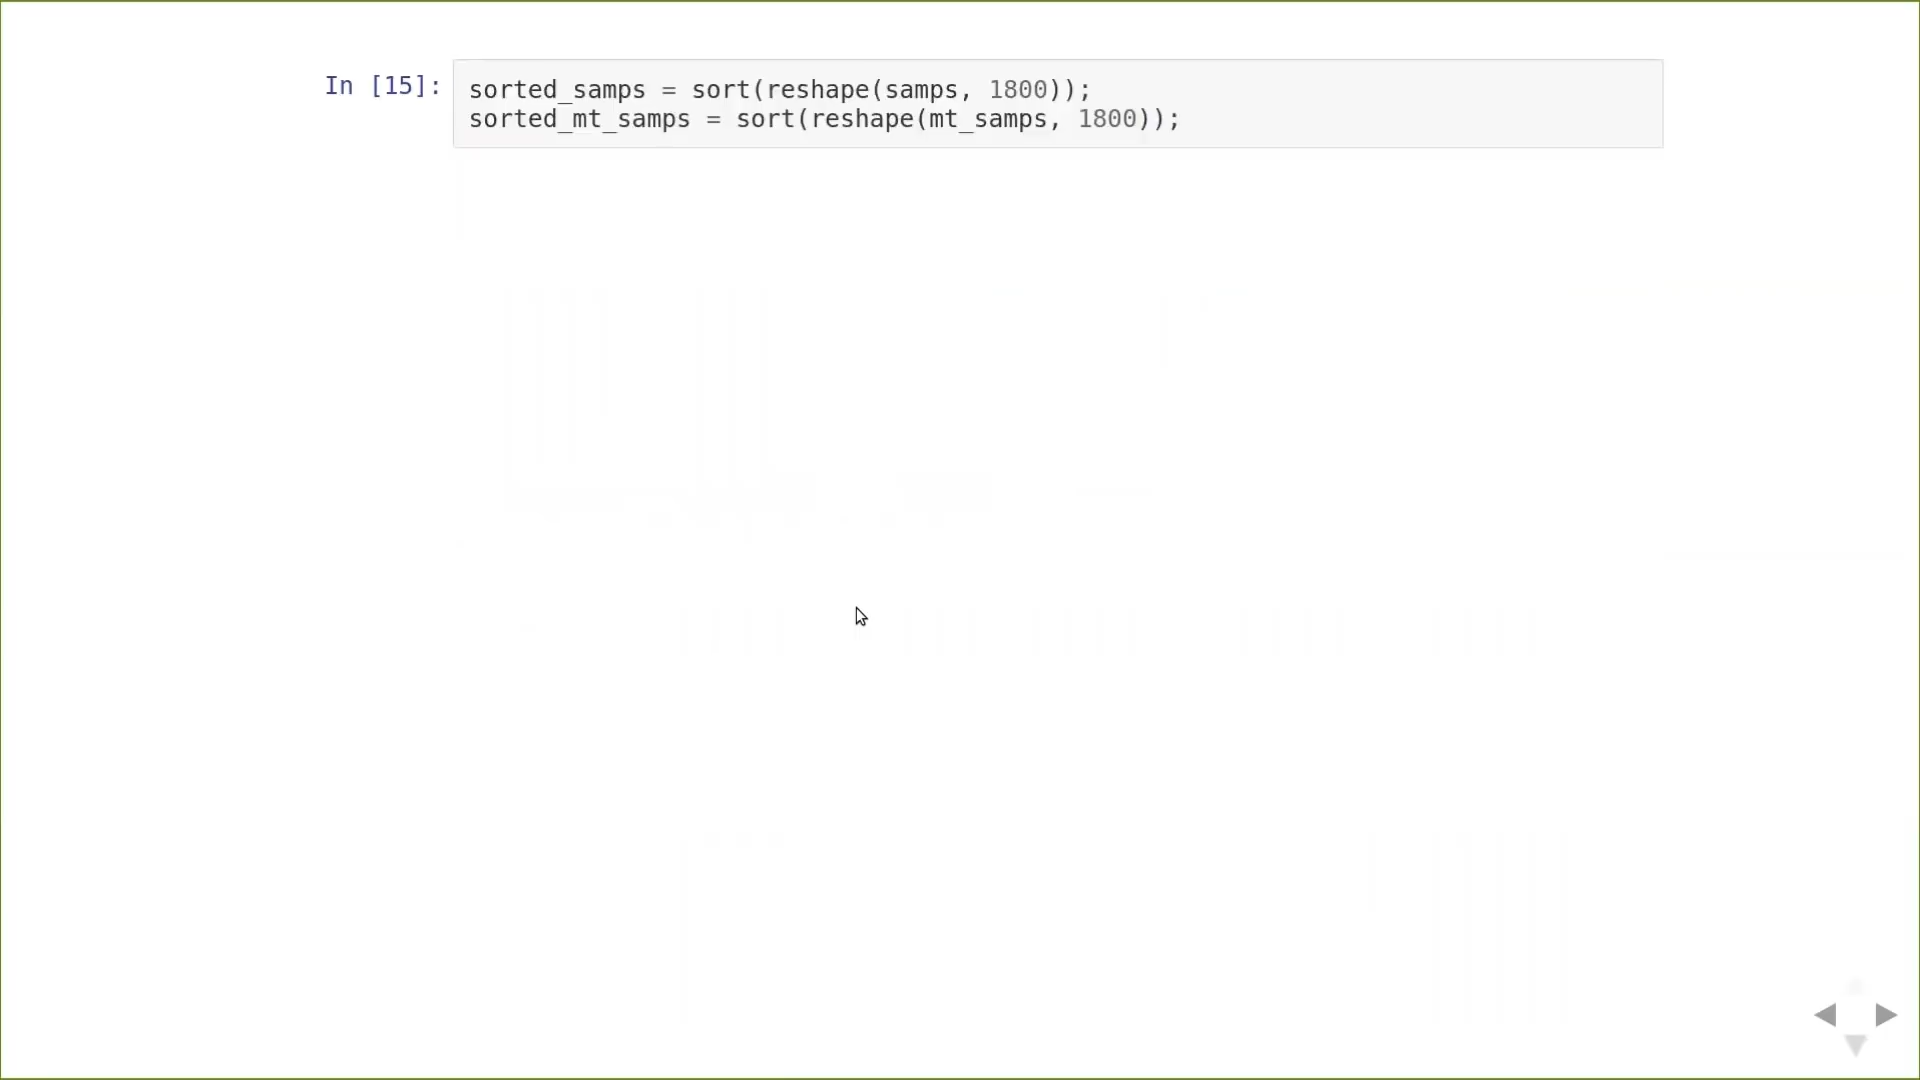 In [15]: sorted_samps = sort(reshape(samps, 1800));
sorted_mt_samps = sort(reshape(mt_samps, 1800));